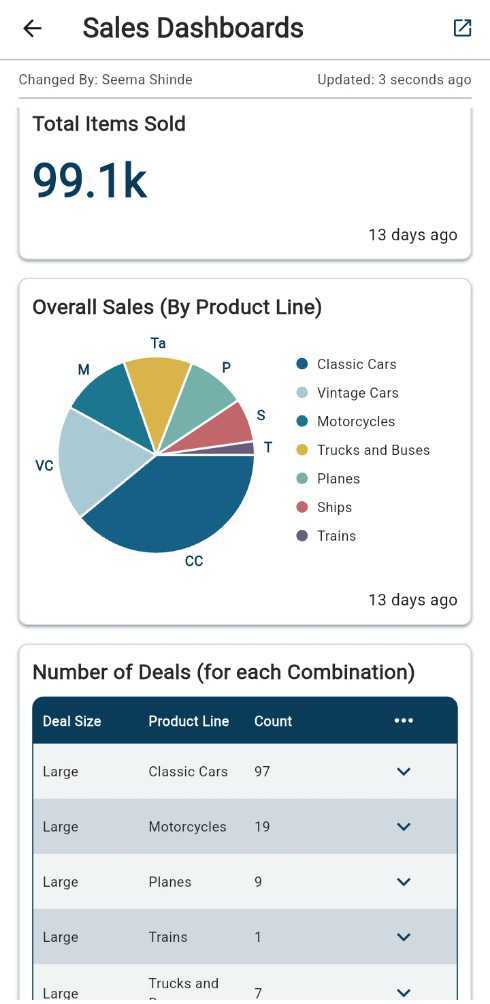 Sales Dashboards
Changed By: Seema Shinde
Updated: 3 seconds ago
Total Items Sold
99.1k
13 days ago
Overall Sales (By Product Line)
Ta
M
P
S
T
VC
CC
Classic Cars
Vintage Cars
Motorcycles
Trucks and Buses
Planes
Ships
Trains
13 days ago
Number of Deals (for each Combination)
Deal Size Product Line Count
Large Classic Cars 97
Large Motorcycles 19
Large Planes 9
Large Trains 1
Large Trucks and 7